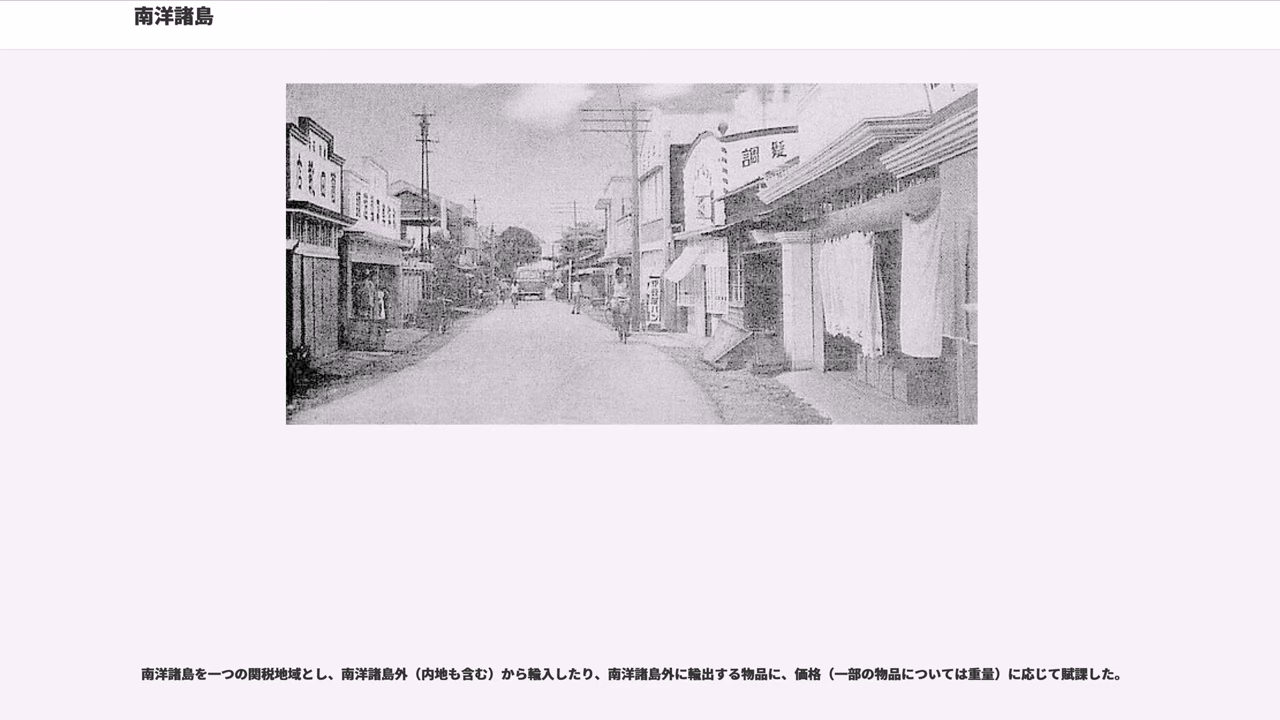 南洋諸島
調髪
南洋諸島を一つの関税地域とし、南洋諸島外（内地も含む）から輸入したり、南洋諸島外に輸出する物品に、価格（一部の物品については重量）に応じて賦課した。